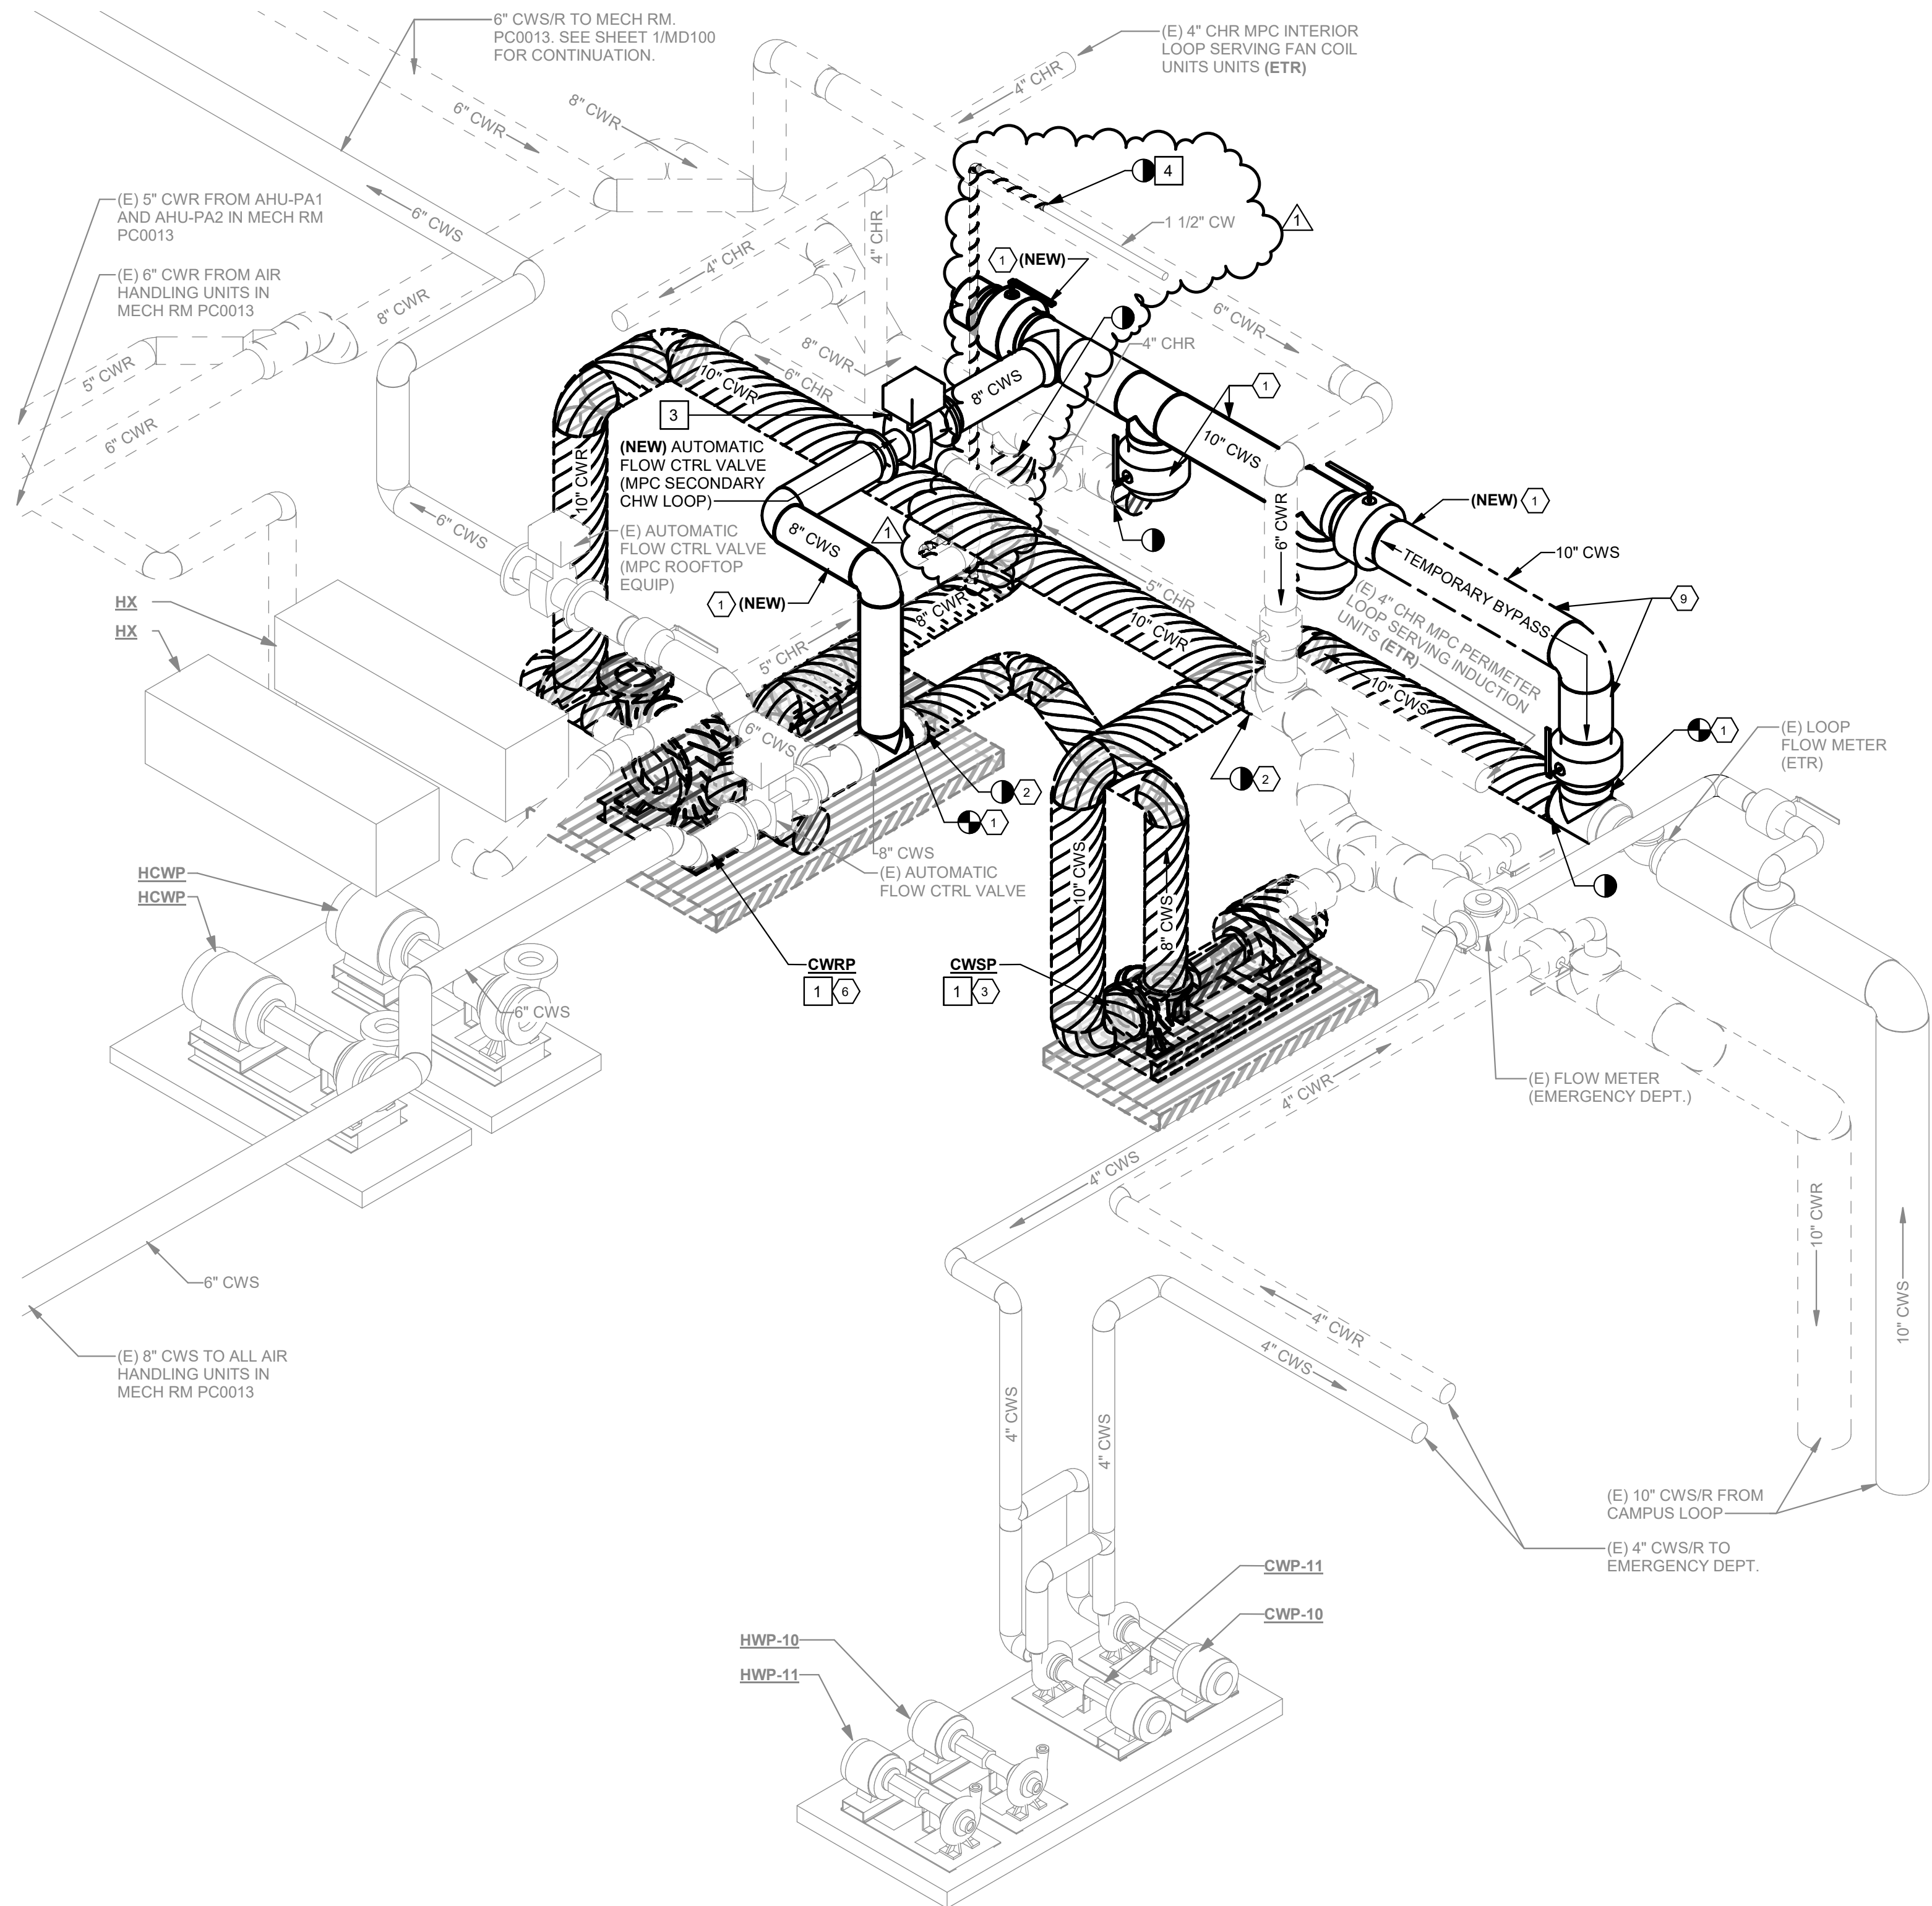 6" CWS/R TO MECH RM.
PC0013. SEE SHEET 1/MD100
FOR CONTINUATION.
(E) 4" CHR MPC INTERIOR
LOOP SERVING FAN COIL
UNITS UNITS (ETR)
4" CHR
6" CWR
8" CWR
4
1 1/2" CW
1
(E) 5" CWR FROM AHU-PA1
AND AHU-PA2 IN MECH RM
PC0013
6" CWS
4" CHR
4" CHR
1 (NEW)
(E) 6" CWR FROM AIR
HANDLING UNITS IN
MECH RM PC0013
8" CWR
6" CWR
4" CHR
5" CWR
6" CWR
10" CWR
6" CHR
8" CWR
8" CWS
1
3
(NEW) AUTOMATIC
FLOW CTRL VALVE
(MPC SECONDARY
CHW LOOP)
10" CWS
10" CWR
6" CWS
8" CWS
1
6" CWR
(NEW) 1
10" CWS
TEMPORARY BYPASS
(E) AUTOMATIC
FLOW CTRL VALVE
(MPC ROOFTOP
EQUIP)
5" CHR
9
HX
HX
1 (NEW)
8" CWR
10" CWR
5" CHR
(E) 4" CHR MPC PERIMETER
LOOP SERVING INDUCTION
UNITS (ETR)
10" CWS
6" CWS
1
(E) LOOP
FLOW METER
(ETR)
2
2
1
8" CWS
(E) AUTOMATIC
FLOW CTRL VALVE
HCWP
HCWP
10" CWS
8" CWS
CWRP
1 6
CWSP
1 3
6" CWS
4" CWR
(E) FLOW METER
(EMERGENCY DEPT.)
4" CWS
10" CWR
10" CWS
6" CWS
4" CWR
4" CWS
(E) 8" CWS TO ALL AIR
HANDLING UNITS IN
MECH RM PC0013
4" CWS
4" CWS
(E) 10" CWS/R FROM
CAMPUS LOOP
(E) 4" CWS/R TO
EMERGENCY DEPT.
CWP-11
CWP-10
HWP-10
HWP-11